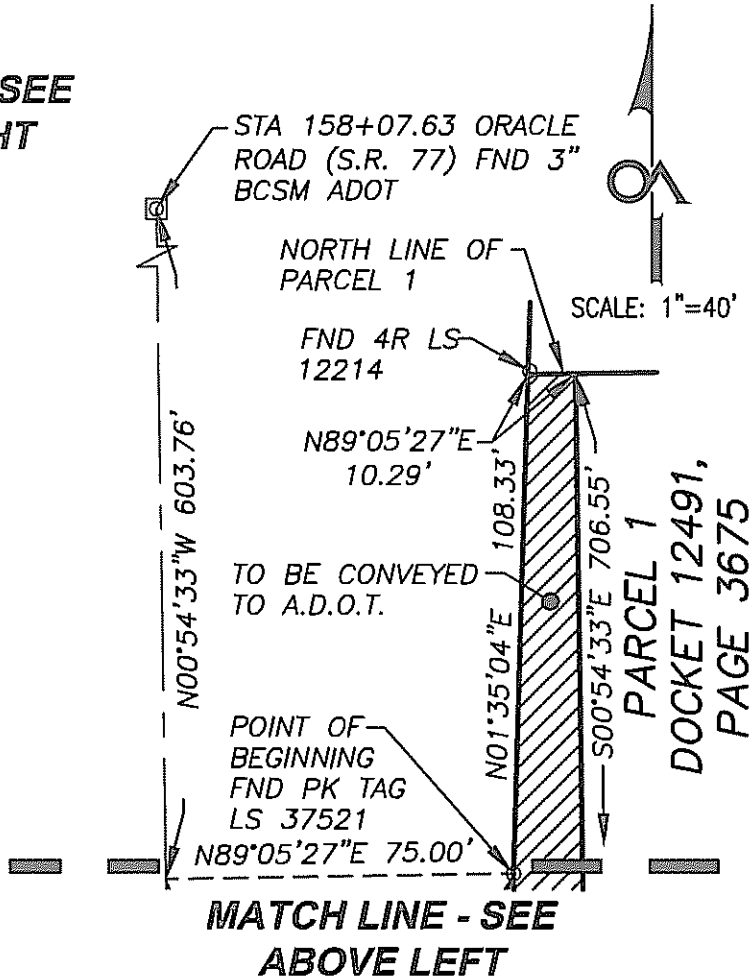 SEE
HT
STA 158+07.63 ORACLE
ROAD (S.R. 77) FND 3"
BCSM ADOT
NORTH LINE OF
PARCEL 1
SCALE: 1"=40'
FND 4R LS
12214
N89°05'27"E
10.29'
N00°54'33"W 603.76'
N01°35'04"E 108.33'
S00°54'33"E 706.55'
PARCEL 1
DOCKET 12491,
PAGE 3675
TO BE CONVEYED
TO A.D.O.T.
POINT OF
BEGINNING
FND PK TAG
LS 37521
N89°05'27"E 75.00'
MATCH LINE - SEE
ABOVE LEFT